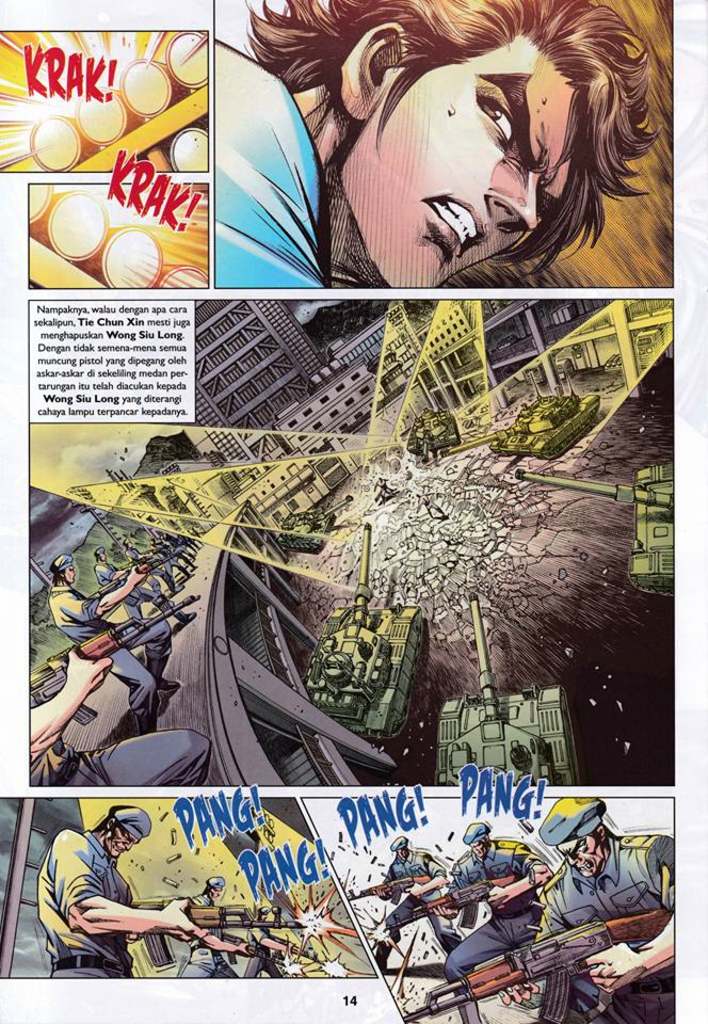 KRAK!
KRAK!
Nampaknya, walau dengan apa cara
sekalipun, Tie Chun Xin mesti juga
menghapuskan Wong Siu Long.
Dengan tidak semena-mena semua
muncung pistol yang dipegang oleh
askar-askar di sekeliling medan per-
tarungan itu telah diacukan kepada
Wong Siu Long yang diterangi
cahaya lampu terpancar kepadanya.
PANG!
PANG!
PANG!
PANG!
14